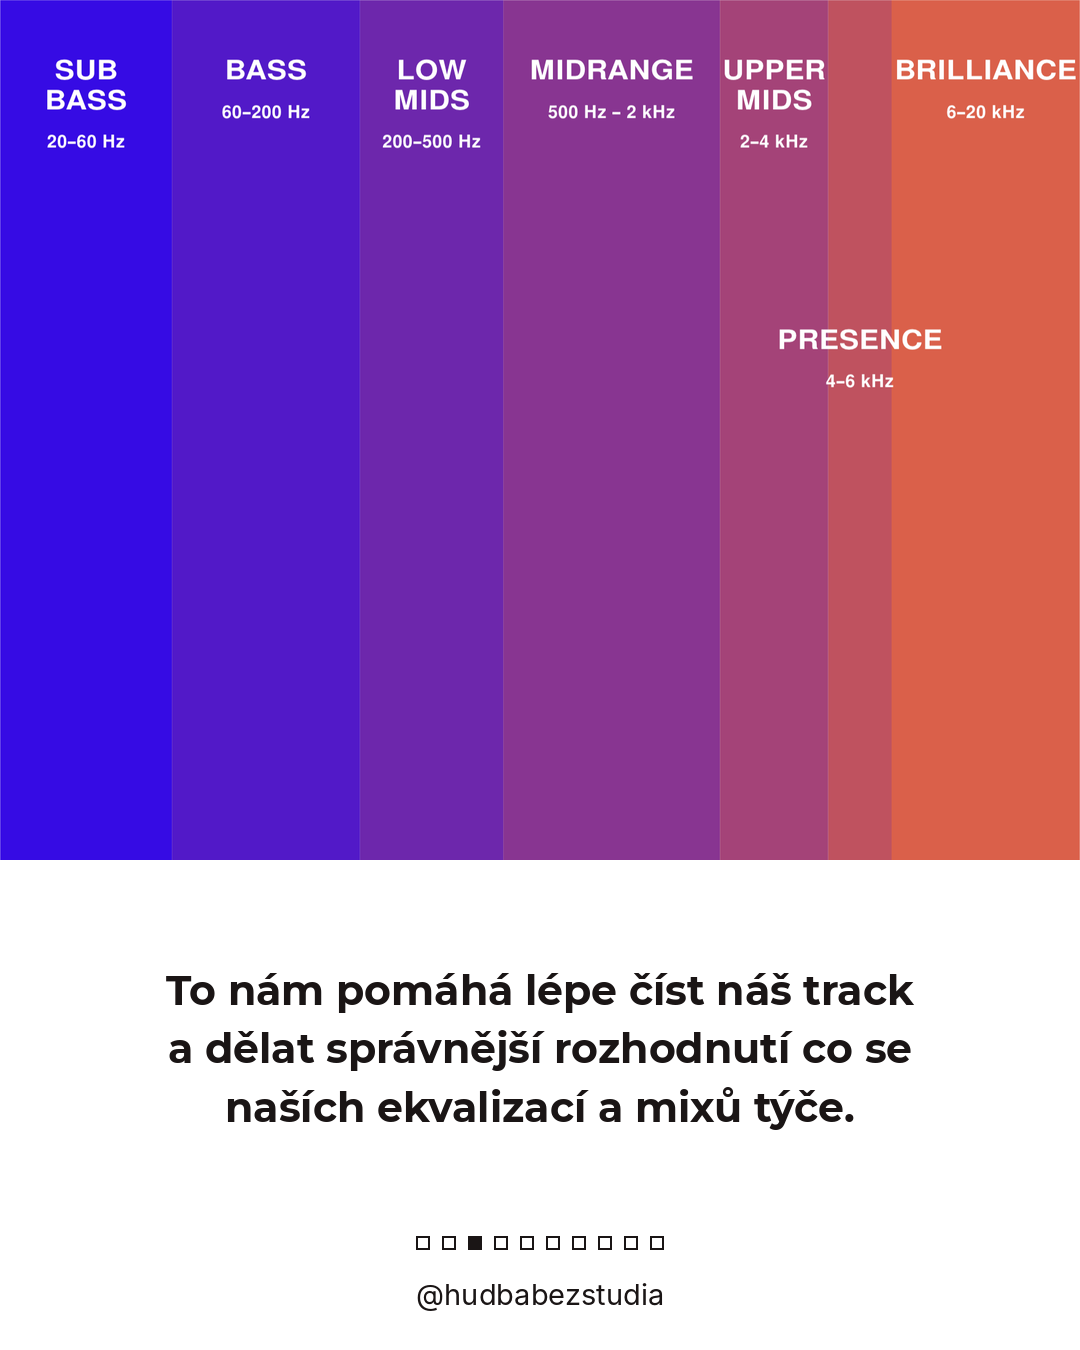 SUB
BASS
20–60 Hz
BASS
60–200 Hz
LOW
MIDS
200–500 Hz
MIDRANGE
500 Hz – 2 kHz
UPPER
MIDS
2–4 kHz
PRESENCE
4–6 kHz
BRILLIANCE
6–20 kHz
To nám pomáhá lépe číst náš track
a dělat správnější rozhodnutí co se
naších ekvalizací a mixů týče.
@hudbabezstudia